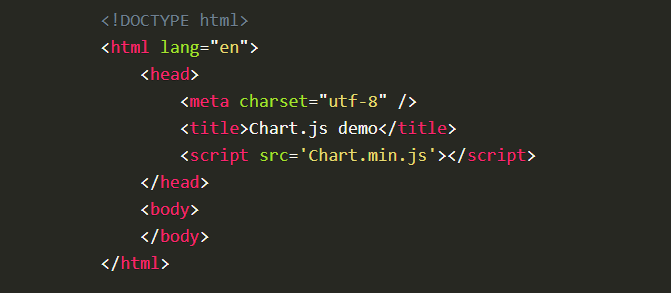 <!DOCTYPE html>
<html lang="en">
<head>
<meta charset="utf-8" />
<title>Chart.js demo</title>
<script src='Chart.min.js'></script>
</head>
<body>
</body>
</html>